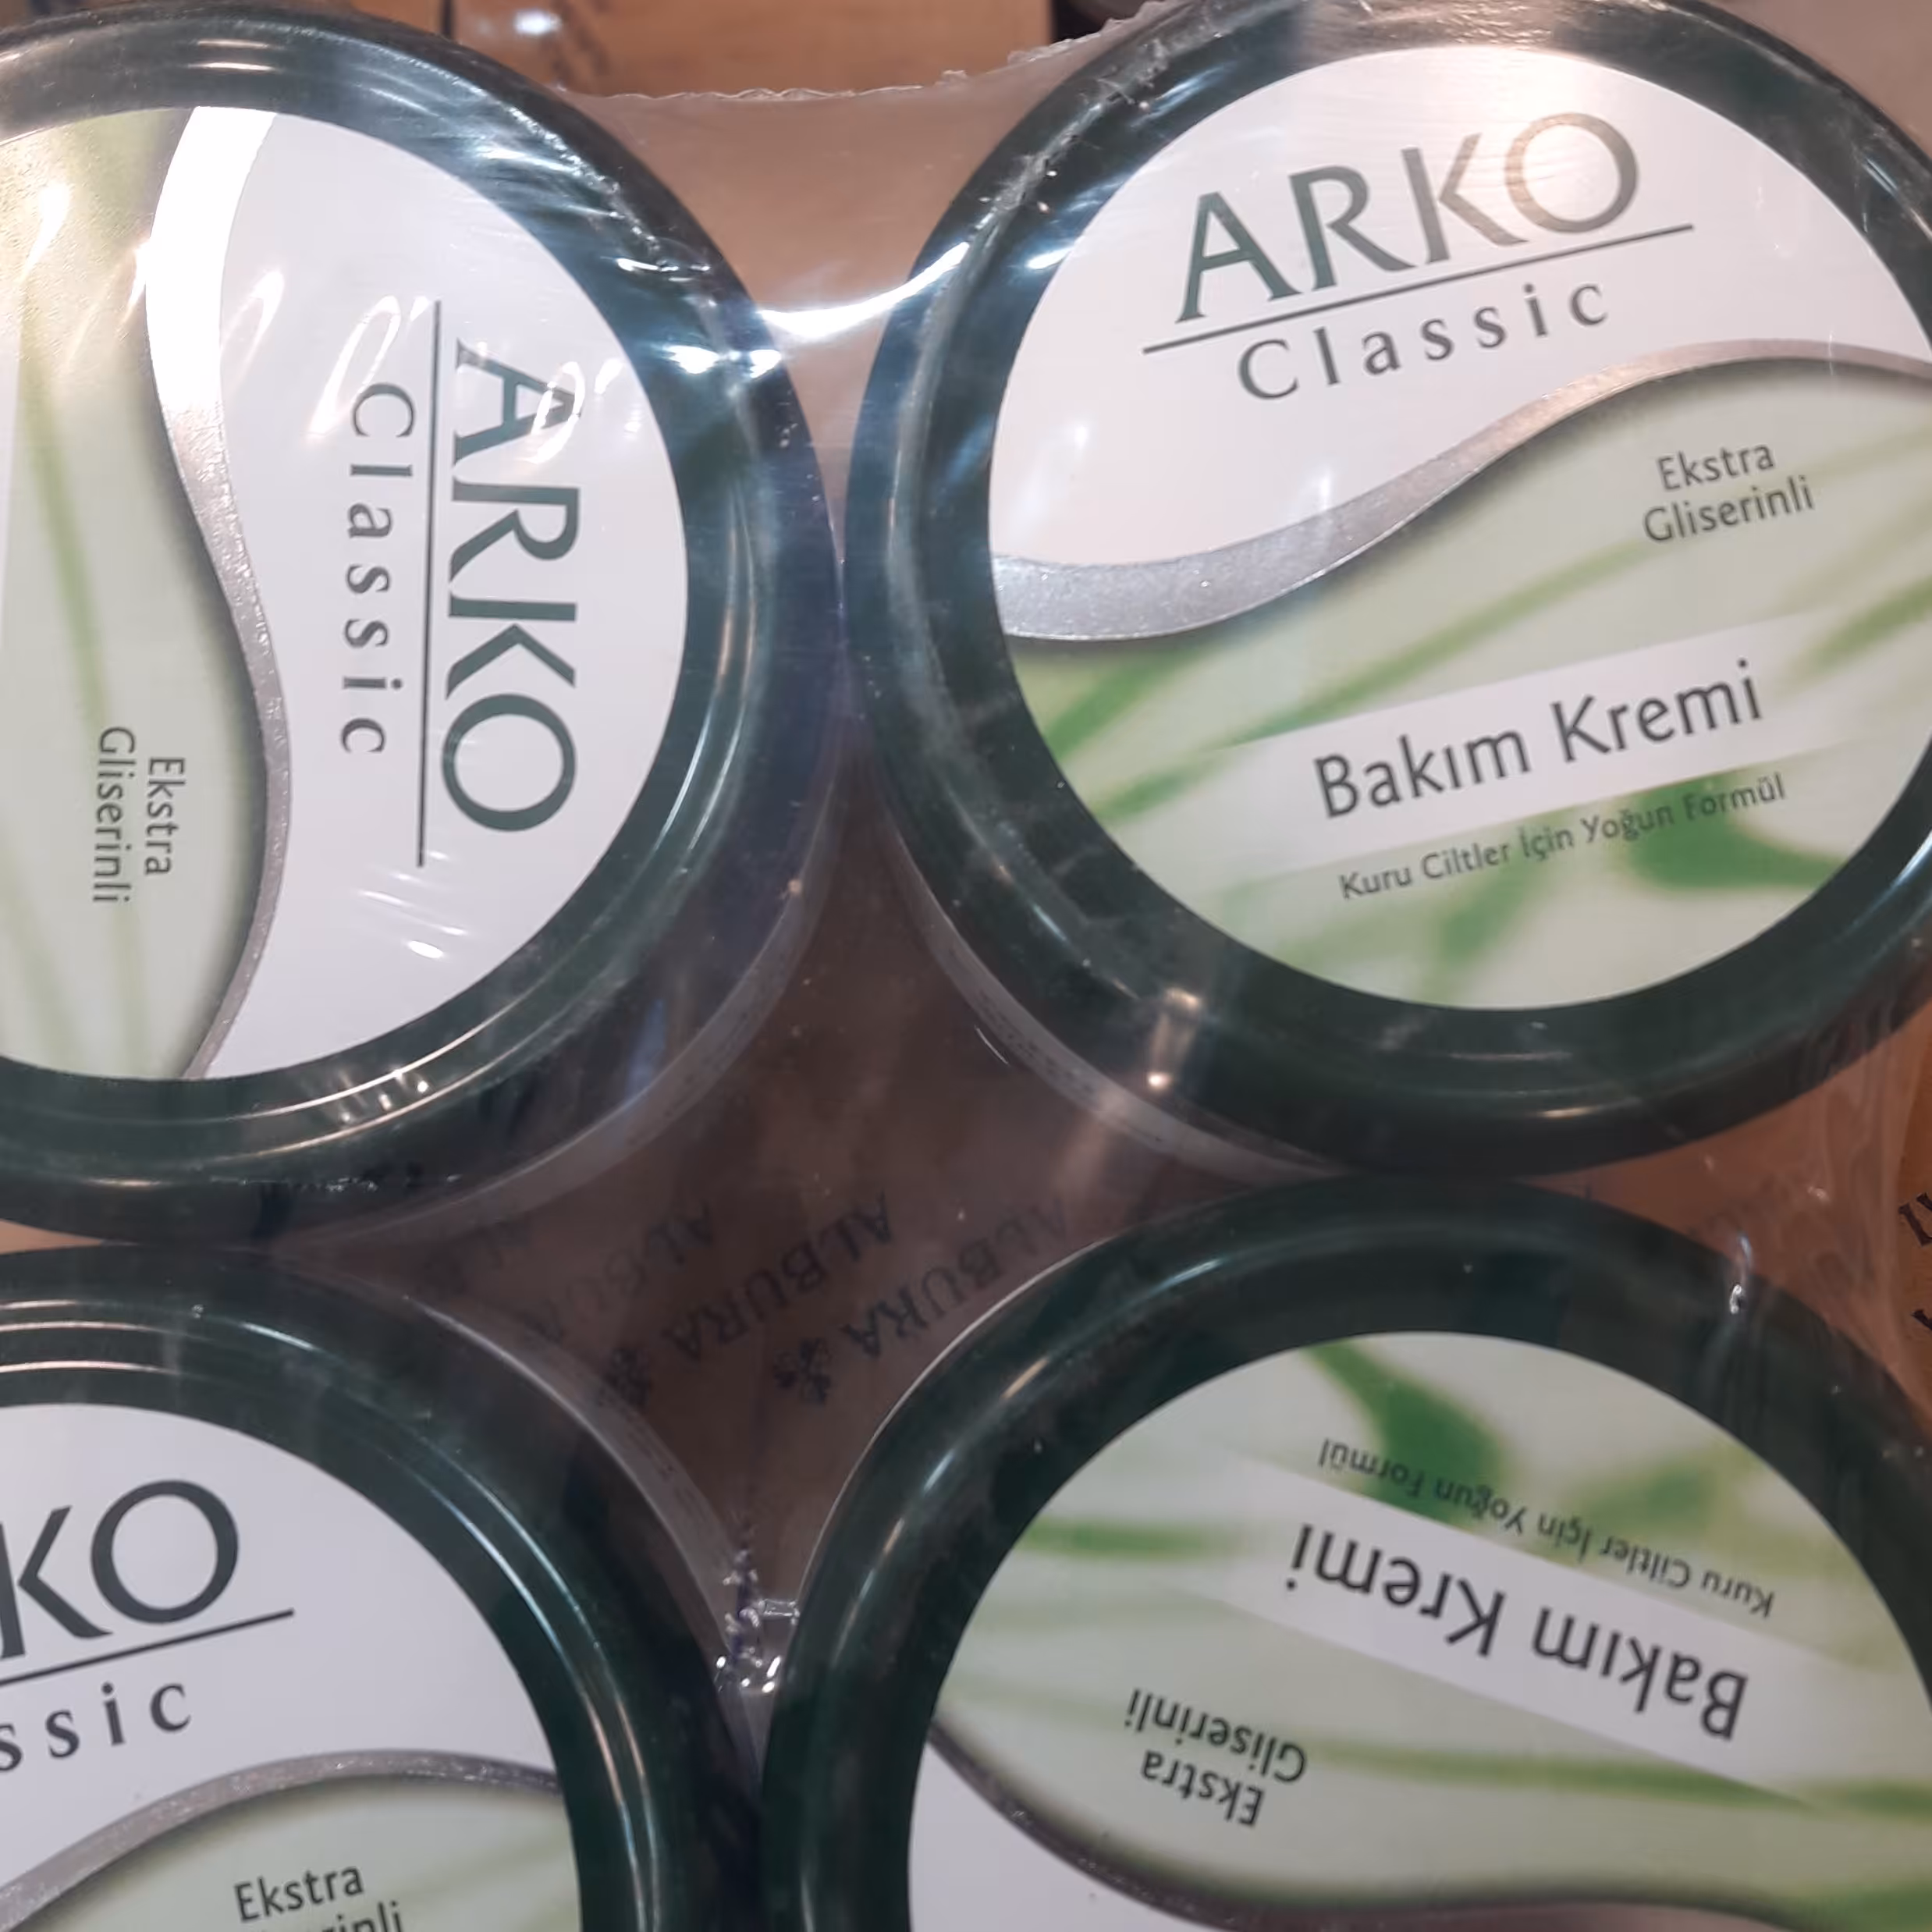 ARKO
Classic
Ekstra
Gliserinli
ARKO
Classic
Ekstra
Gliserinli
Bakım Kremi
Kuru Ciltler İçin Yoğun Formül
ALBURA
ALBURA
KO
ssic
Ekstra
Kuru Ciltler İçin Yoğun Formül
Bakım Kremi
Ekstra
Gliserinli